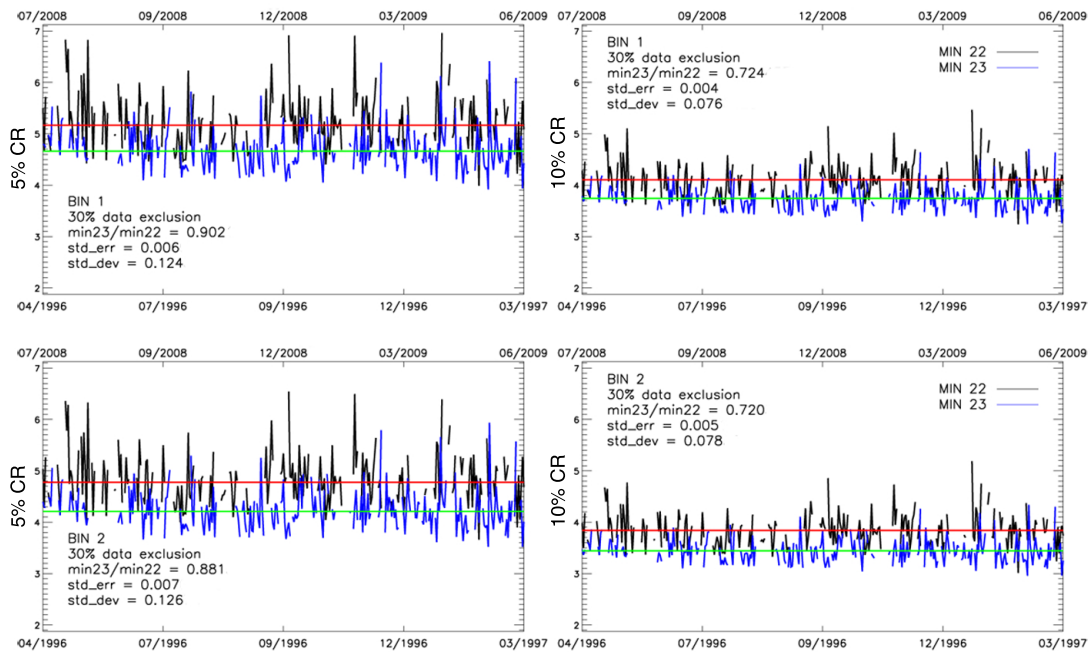 07/2008 09/2008 12/2008 03/2009 06/2009
7
6
5
4
3
2
5% CR
BIN 1
30% data exclusion
min23/min22 = 0.902
std_err = 0.006
std_dev = 0.124
04/1996 07/1996 09/1996 12/1996 03/1997
07/2008 09/2008 12/2008 03/2009 06/2009
7
6
5
4
3
2
10% CR
BIN 1
30% data exclusion
min23/min22 = 0.724
std_err = 0.004
std_dev = 0.076
MIN 22
MIN 23
04/1996 07/1996 09/1996 12/1996 03/1997
07/2008 09/2008 12/2008 03/2009 06/2009
7
6
5
4
3
2
5% CR
BIN 2
30% data exclusion
min23/min22 = 0.881
std_err = 0.007
std_dev = 0.126
04/1996 07/1996 09/1996 12/1996 03/1997
07/2008 09/2008 12/2008 03/2009 06/2009
7
6
5
4
3
2
10% CR
BIN 2
30% data exclusion
min23/min22 = 0.720
std_err = 0.005
std_dev = 0.078
MIN 22
MIN 23
04/1996 07/1996 09/1996 12/1996 03/1997